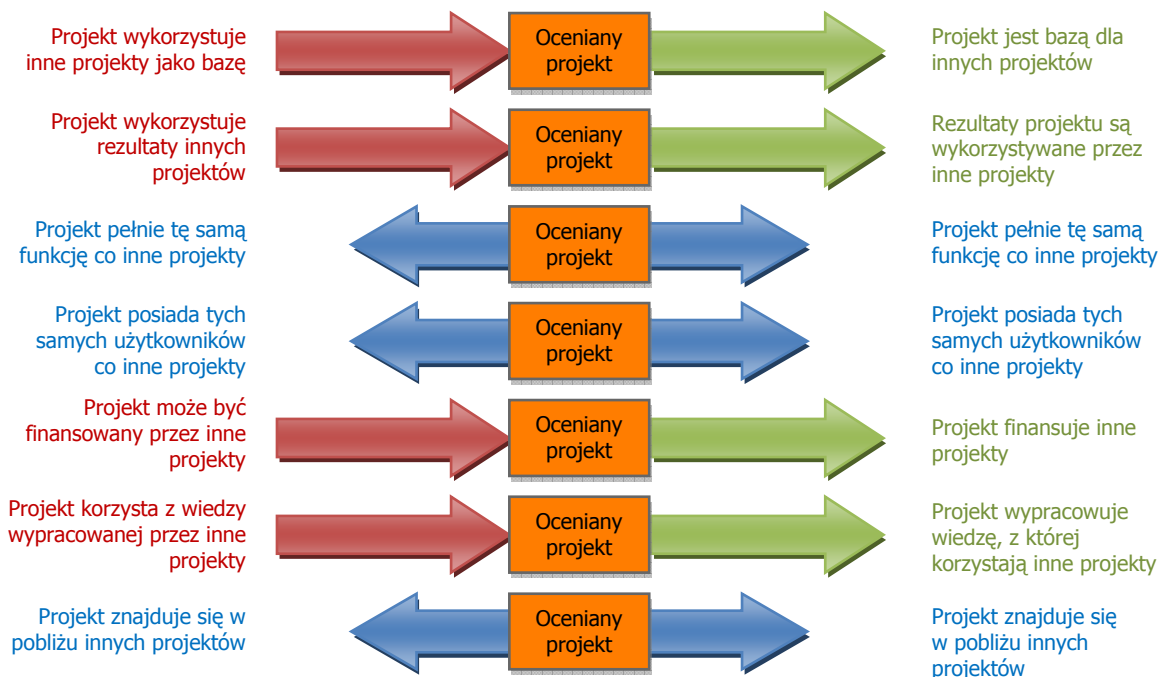 Projekt wykorzystuje
inne projekty jako bazę
Oceniany
projekt
Projekt jest bazą dla
innych projektów
Projekt wykorzystuje
rezultaty innych
projektów
Oceniany
projekt
Rezultaty projektu są
wykorzystywane przez
inne projekty
Projekt pełnie tę samą
funkcję co inne projekty
Oceniany
projekt
Projekt pełnie tę samą
funkcję co inne projekty
Projekt posiada tych
samych użytkowników
co inne projekty
Oceniany
projekt
Projekt posiada tych
samych użytkowników
co inne projekty
Projekt może być
finansowany przez inne
projekty
Oceniany
projekt
Projekt finansuje inne
projekty
Projekt korzysta z wiedzy
wypracowanej przez inne
projekty
Oceniany
projekt
Projekt wypracowuje
wiedzę, z której
korzystają inne projekty
Projekt znajduje się w
pobliżu innych projektów
Oceniany
projekt
Projekt znajduje się
w pobliżu innych
projektów